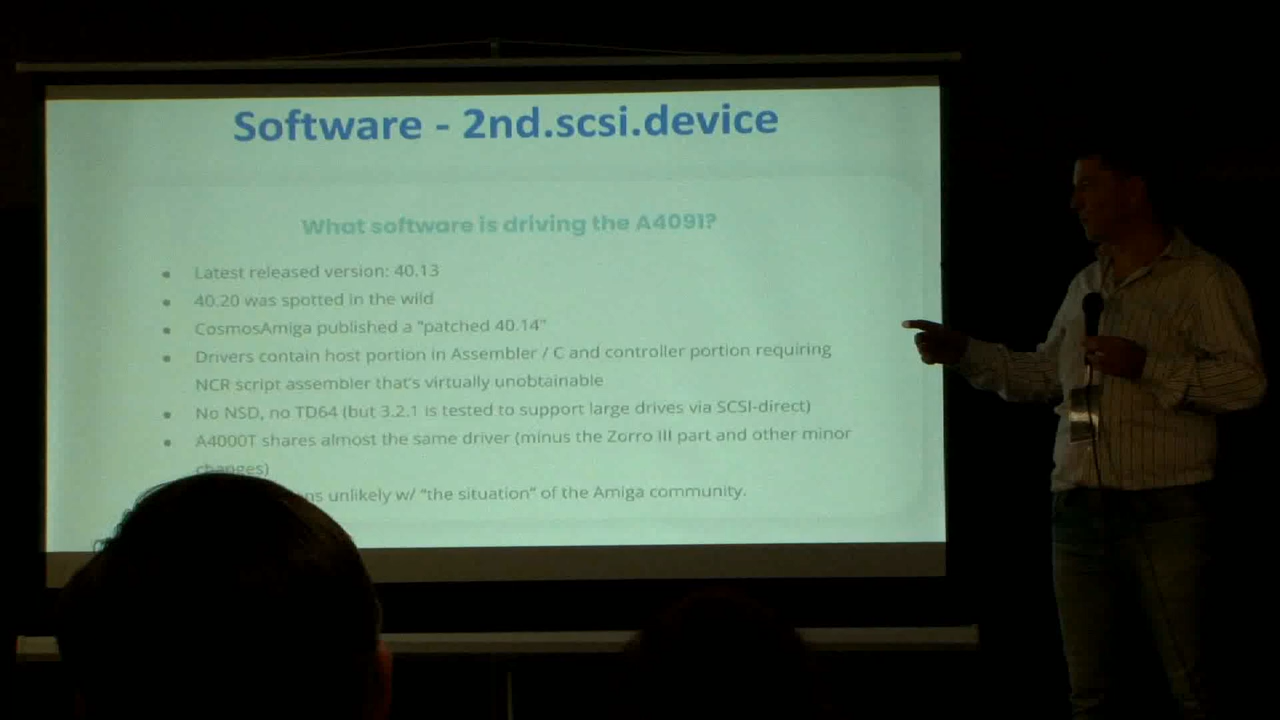 Software - 2nd.scsi.device
What software is driving the A4091?
• Latest released version: 40.13
• 40.20 was spotted in the wild
• CosmosAmiga published a "patched 40.14"
• Drivers contain host portion in Assembler / C and controller portion requiring
NCR script assembler that's virtually unobtainable
• No NSD, no TD64 (but 3.2.1 is tested to support large drives via SCSI-direct)
• A4000T shares almost the same driver (minus the Zorro III part and other minor
changes)
unlikely w/ "the situation" of the Amiga community.